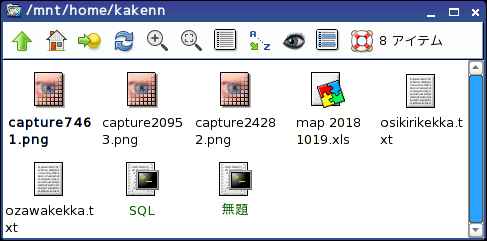 /mnt/home/kakenn
8 アイテム
capture746
1.png
capture2095
3.png
capture2428
2.png
map 2018
1019.xls
osikirikekka.t
xt
ozawakekka.t
xt
SQL
無題